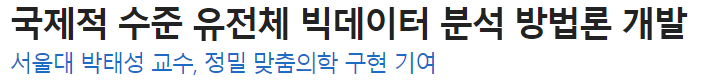 국제적 수준 유전체 빅데이터 분석 방법론 개발
서울대 박태성 교수, 정밀 맞춤의학 구현 기여